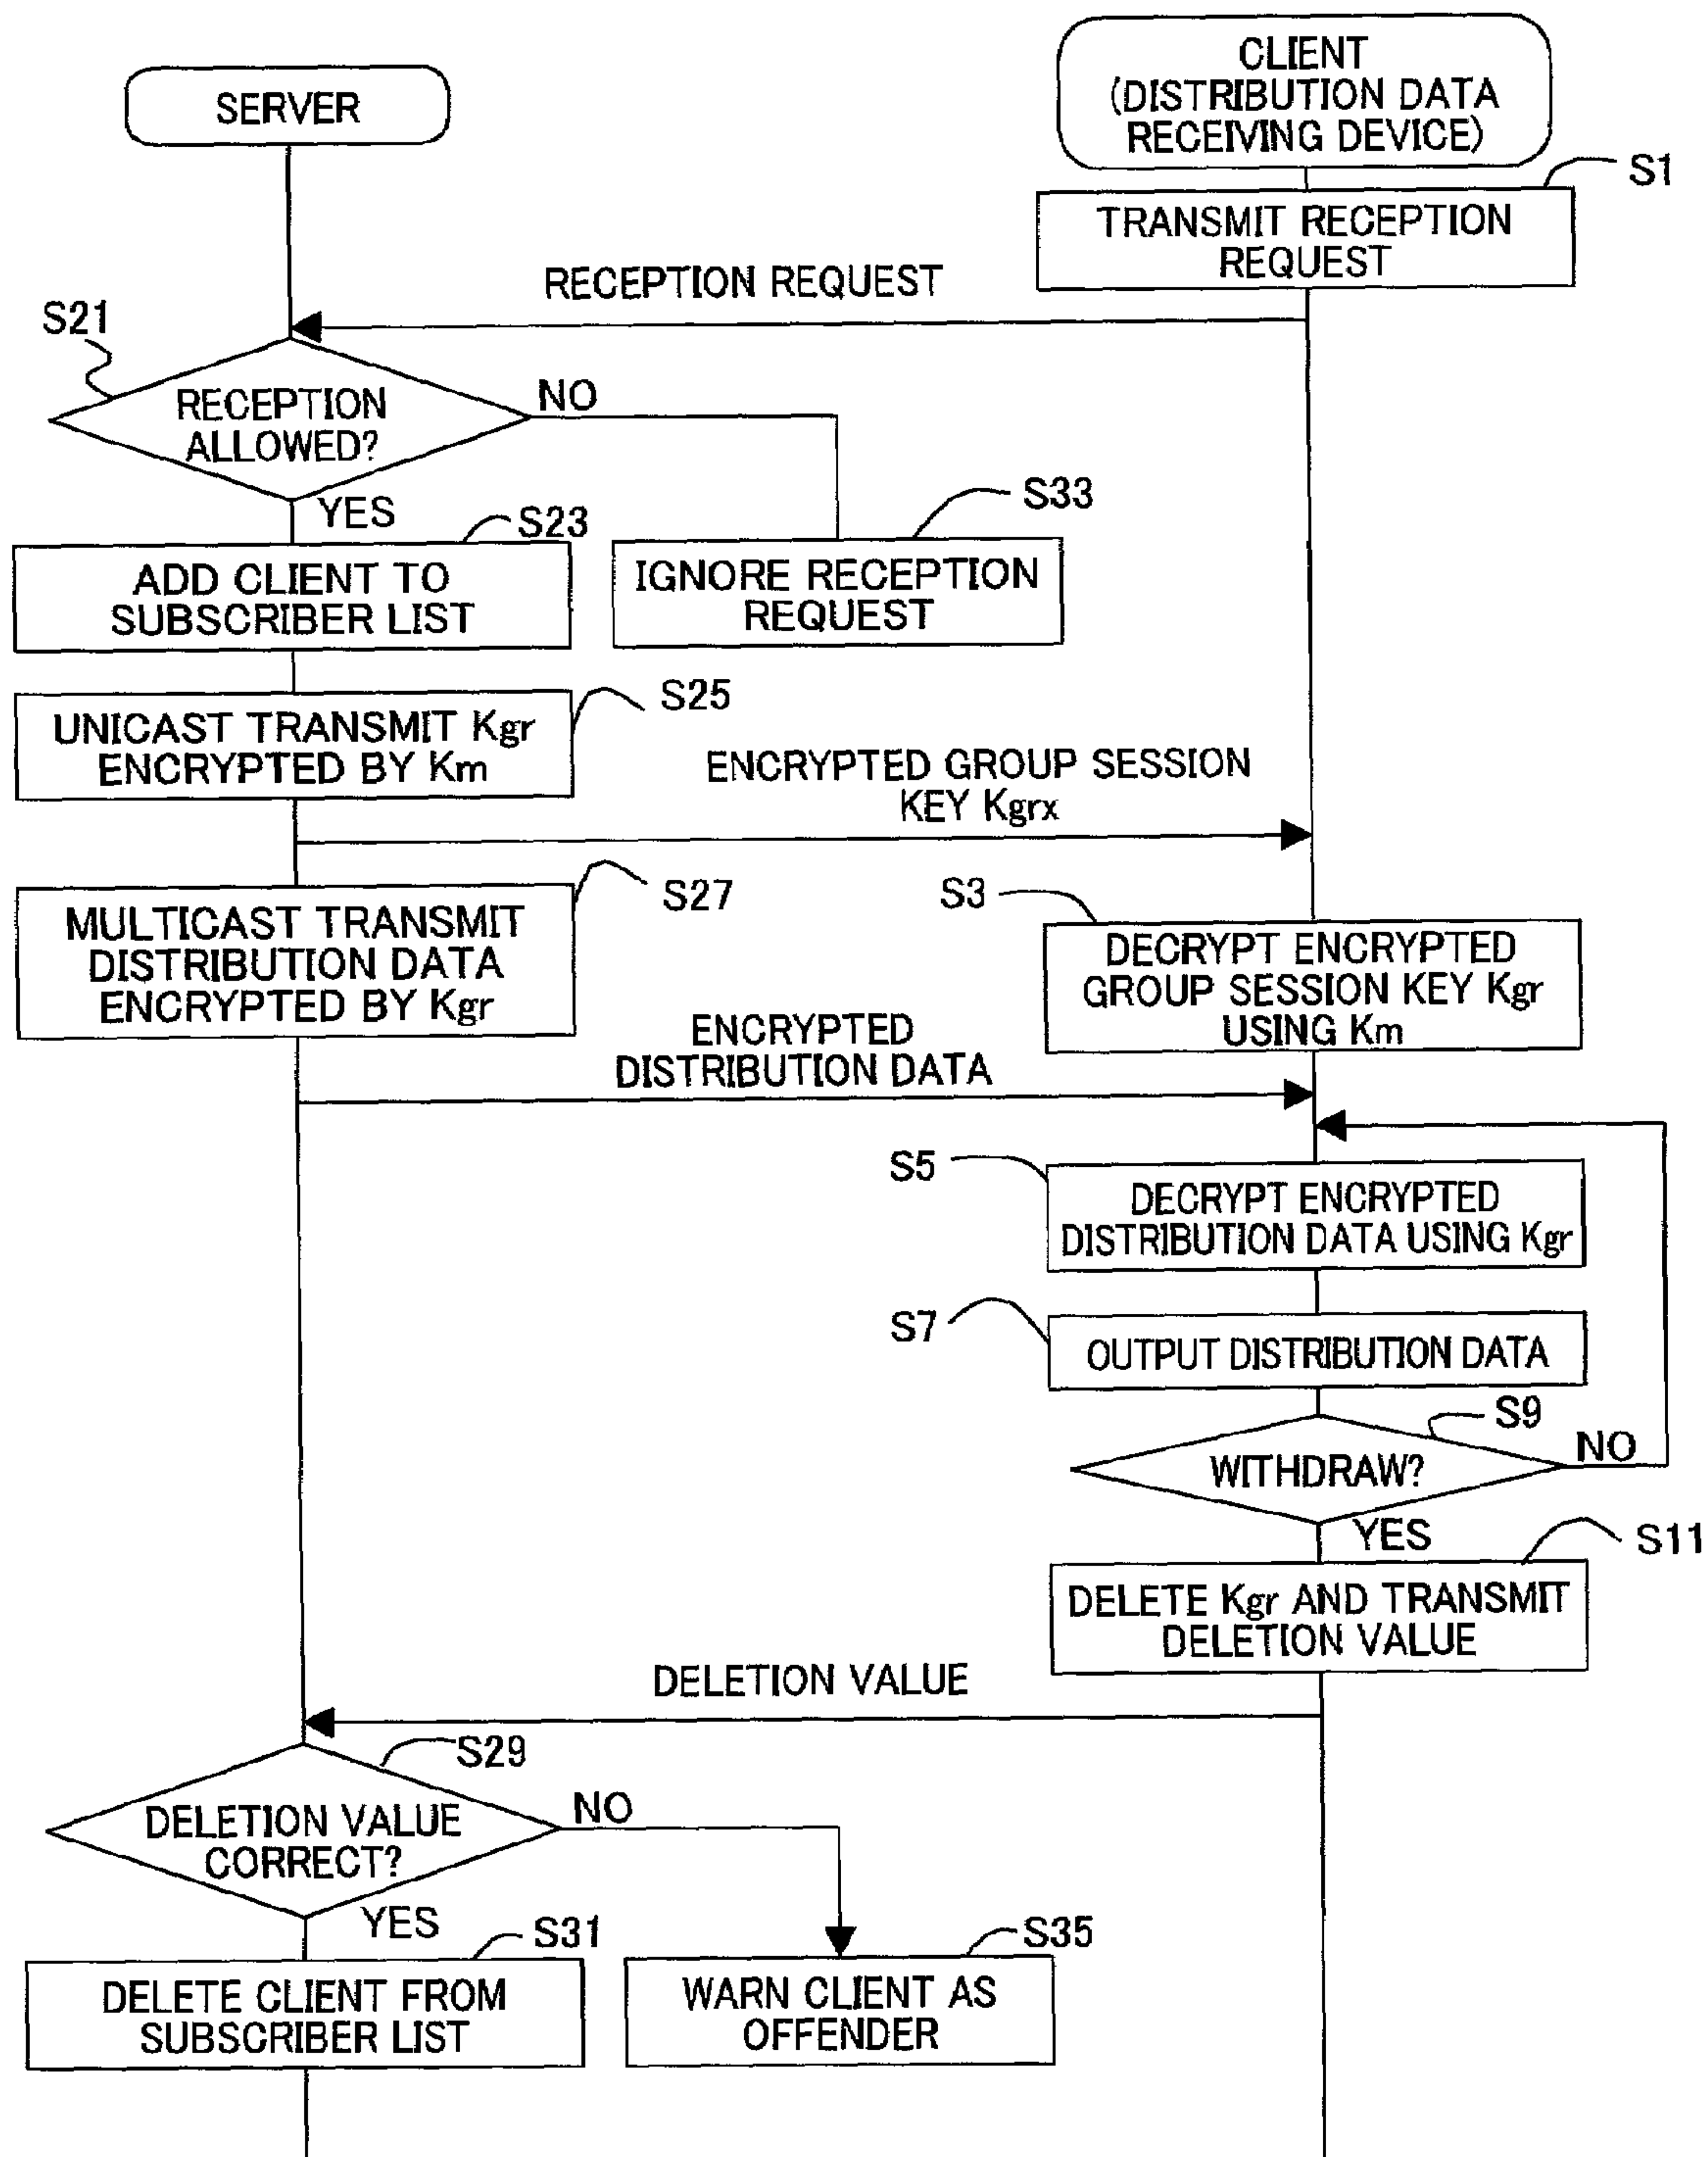 SERVER
CLIENT
(DISTRIBUTION DATA
RECEIVING DEVICE)
S1
TRANSMIT RECEPTION
REQUEST
RECEPTION REQUEST
S21
RECEPTION
ALLOWED?
NO
YES
S23
S33
ADD CLIENT TO
SUBSCRIBER LIST
IGNORE RECEPTION
REQUEST
S25
UNICAST TRANSMIT Kgr
ENCRYPTED BY Km
ENCRYPTED GROUP SESSION
KEY Kgrx
S27
MULTICAST TRANSMIT
DISTRIBUTION DATA
ENCRYPTED BY Kgr
S3
DECRYPT ENCRYPTED
GROUP SESSION KEY Kgr
USING Km
ENCRYPTED
DISTRIBUTION DATA
S5
DECRYPT ENCRYPTED
DISTRIBUTION DATA USING Kgr
S7
OUTPUT DISTRIBUTION DATA
S9
WITHDRAW?
NO
YES
S11
DELETE Kgr AND TRANSMIT
DELETION VALUE
DELETION VALUE
S29
DELETION VALUE
CORRECT?
NO
YES
S31
S35
DELETE CLIENT FROM
SUBSCRIBER LIST
WARN CLIENT AS
OFFENDER